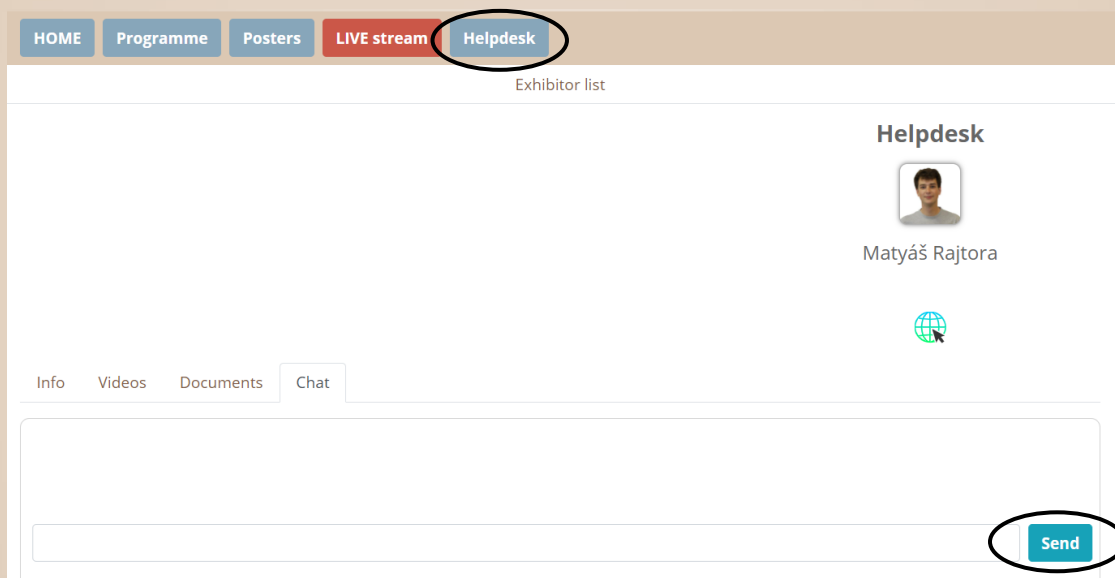 HOME Programme Posters LIVE stream Helpdesk
Exhibitor list
Helpdesk
Matyáš Rajtora
Info Videos Documents Chat
Send